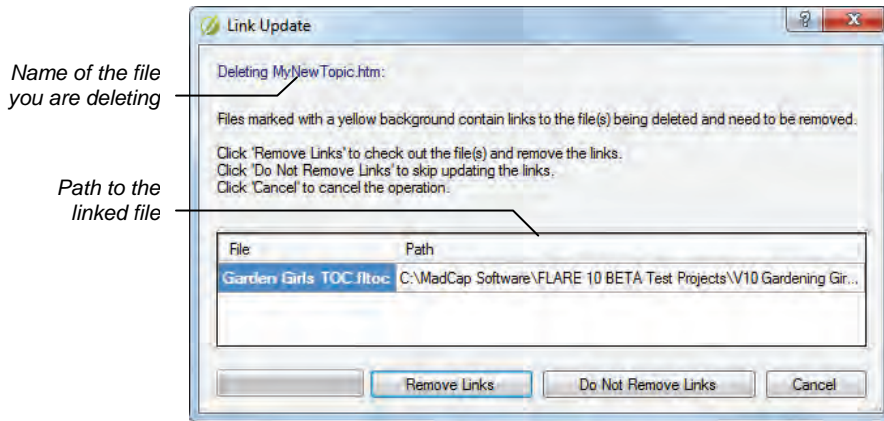 Link Update
Name of the file
you are deleting
Deleting MyNewTopic.htm:
Files marked with a yellow background contain links to the file(s) being deleted and need to be removed.
Click 'Remove Links' to check out the file(s) and remove the links.
Click 'Do Not Remove Links' to skip updating the links.
Click 'Cancel' to cancel the operation.
Path to the
linked file
File Path
Garden Girls TOC.fltoc C:\MadCap Software\FLARE 10 BETA Test Projects\V10 Gardening Gir...
Remove Links Do Not Remove Links Cancel